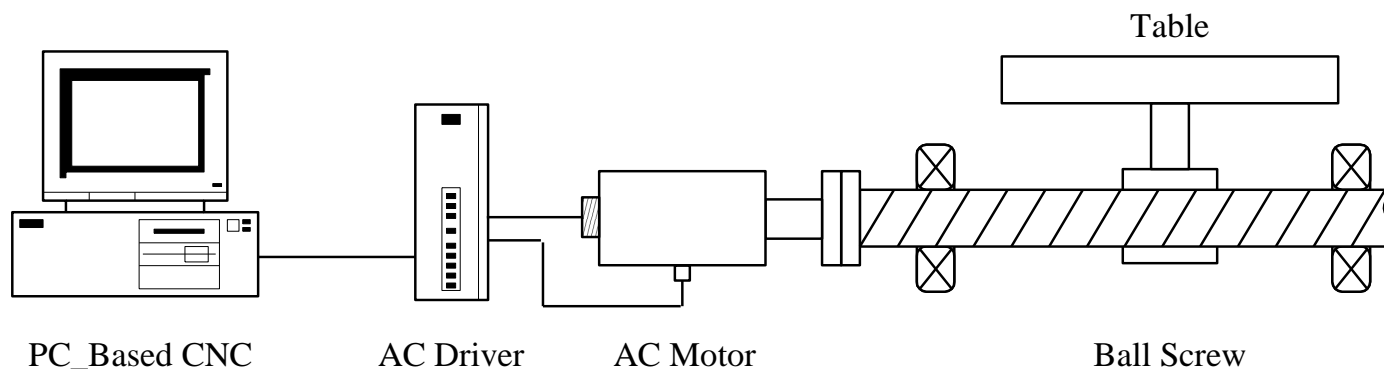 Table
PC_Based CNC
AC Driver
AC Motor
Ball Screw